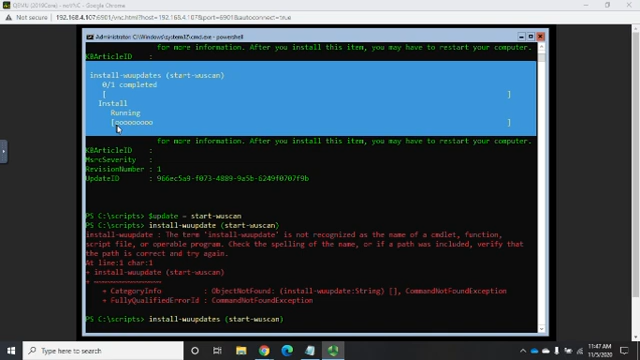 QEMU (2019Core) - noVNC - Google Chrome
Not secure | 192.168.4.107:6901/vnc.html?host=192.168.4.107&port=6901&autoconnect=true
Administrator: C:\Windows\system32\cmd.exe - powershell
for more information. After you install this item, you may have to restart your computer.
KBArticleID :
install-wuupdates (start-wuscan)
0/1 completed
[ ]
Install
Running
[oooooooo ]
for more information. After you install this item, you may have to restart your computer.
KBArticleID :
MsrcSeverity :
RevisionNumber : 1
UpdateID : 966ec5a9-f073-4889-9a5b-6249f0707f9b
PS C:\scripts> $update = start-wuscan
PS C:\scripts> install-wuupdate (start-wuscan)
install-wuupdate : The term 'install-wuupdate' is not recognized as the name of a cmdlet, function,
script file, or operable program. Check the spelling of the name, or if a path was included, verify that
the path is correct and try again.
At line:1 char:1
+ install-wuupdate (start-wuscan)
+ ~~~~~~~~~~~~~~~~
+ CategoryInfo : ObjectNotFound: (install-wuupdate:String) [], CommandNotFoundException
+ FullyQualifiedErrorId : CommandNotFoundException
PS C:\scripts> install-wuupdates (start-wuscan)
Type here to search
11:47 AM
11/5/2020